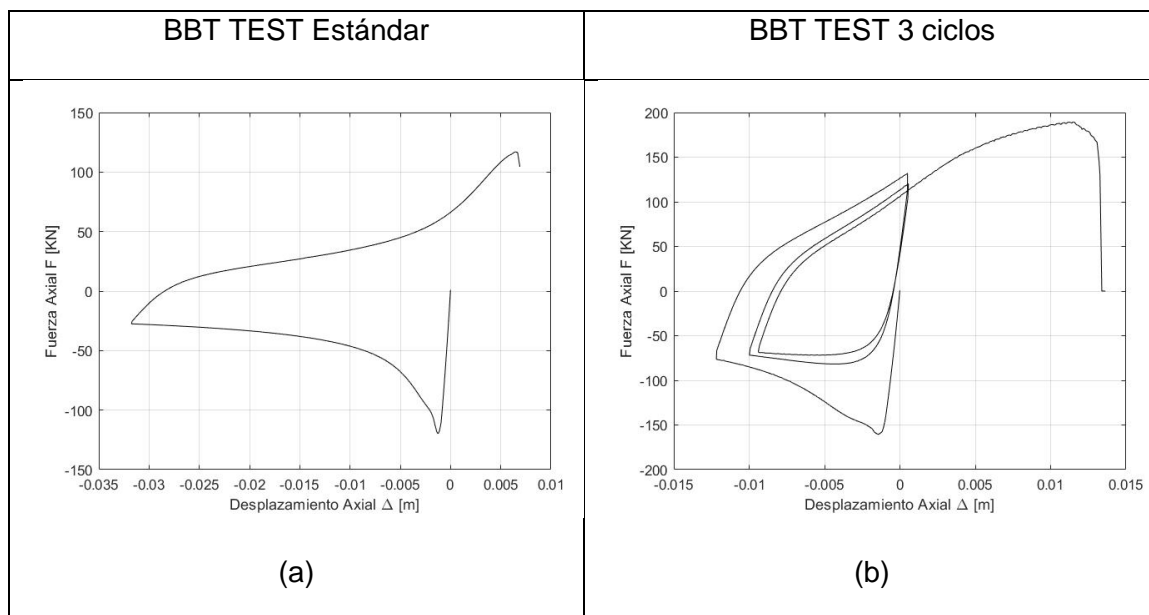 BBT TEST Estándar
BBT TEST 3 ciclos
150
100
50
0
-50
-100
-150
Fuerza Axial F [KN]
-0.035 -0.03 -0.025 -0.02 -0.015 -0.01 -0.005 0 0.005 0.01
Desplazamiento Axial Δ [m]
(a)
200
150
100
50
0
-50
-100
-150
-200
Fuerza Axial F [KN]
-0.015 -0.01 -0.005 0 0.005 0.01 0.015
Desplazamiento Axial Δ [m]
(b)